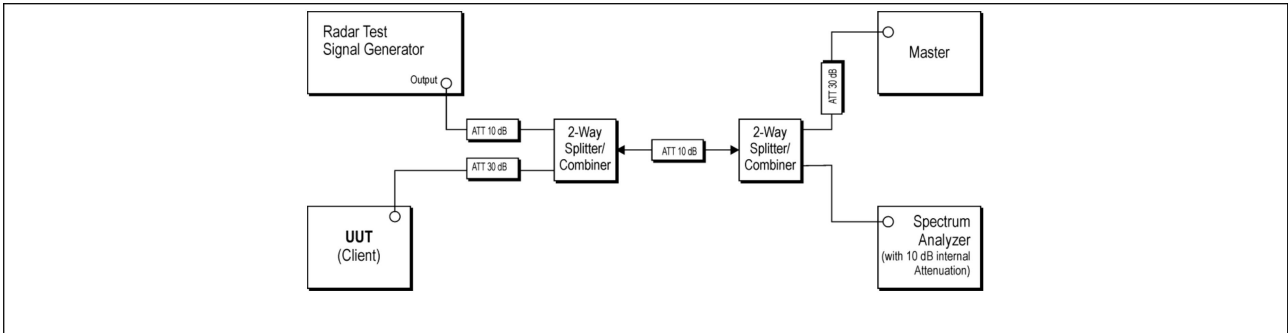 Radar Test
Signal Generator
Output
ATT 10 dB
ATT 30 dB
UUT
(Client)
2-Way
Splitter/
Combiner
ATT 10 dB
2-Way
Splitter/
Combiner
ATT 30 dB
Master
Spectrum
Analyzer
(with 10 dB internal
Attenuation)